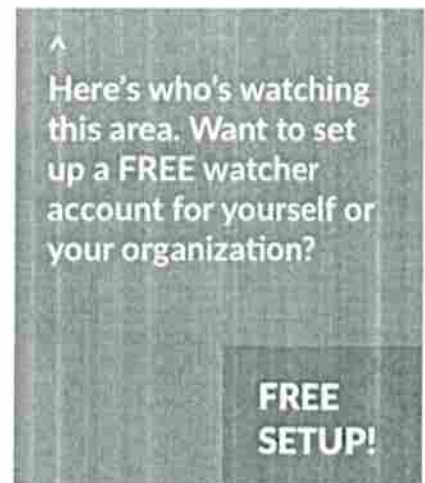 ^
Here's who's watching
this area. Want to set
up a FREE watcher
account for yourself or
your organization?
FREE
SETUP!